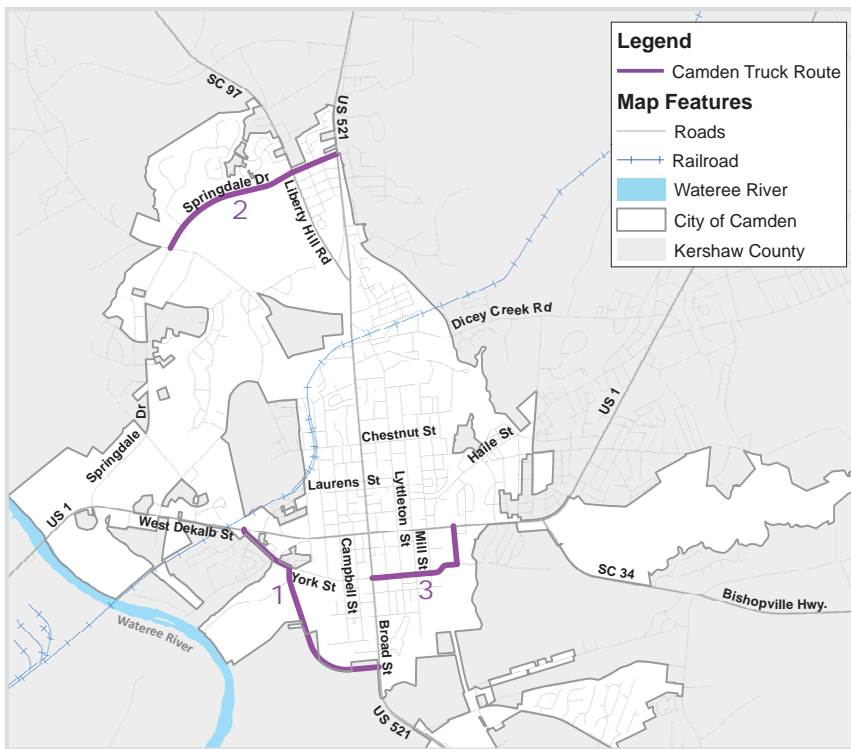 Legend
Camden Truck Route
Map Features
Roads
Railroad
Wateree River
City of Camden
Kershaw County
SC 97
US 521
Springdale Dr
2
Liberty Hill Rd
Dicey Creek Rd
US 1
Chestnut St
Haile St
Springdale Dr
Laurens St
Lyttleton St
US 1
West Dekalb St
Mill St
Campbell St
York St
1
3
SC 34
Bishopville Hwy.
Wateree River
Broad St
US 521